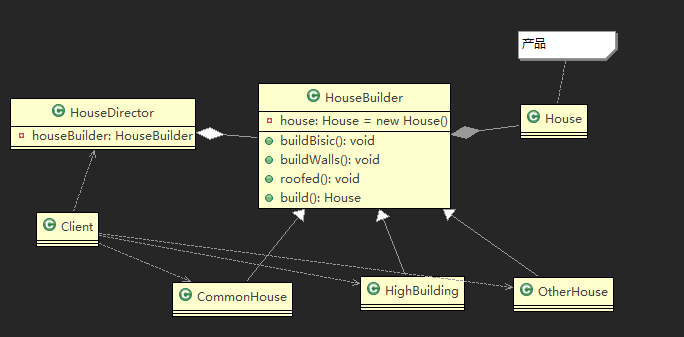 产品
HouseBuilder
house: House = new House()
buildBisic(): void
buildWalls(): void
roofed(): void
build(): House
HouseDirector
houseBuilder: HouseBuilder
House
Client
CommonHouse
HighBuilding
OtherHouse